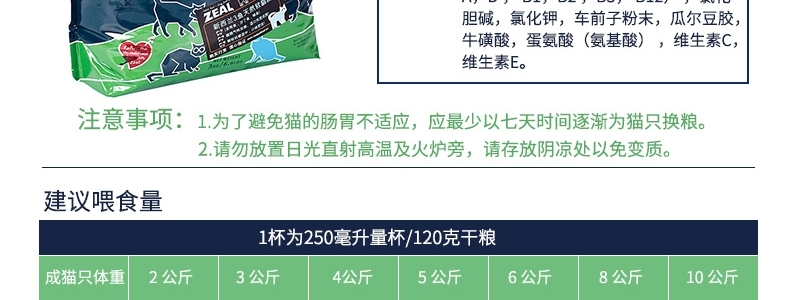 ZEAL
胆碱，氯化钾，车前子粉末，瓜尔豆胶，
牛磺酸，蛋氨酸（氨基酸），维生素C，
维生素E。
注意事项：1.为了避免猫的肠胃不适应，应最少以七天时间逐渐为猫只换粮。
2.请勿放置日光直射高温及火炉旁，请存放阴凉处以免变质。
建议喂食量
1杯为250毫升量杯/120克干粮
成猫只体重 2 公斤 3 公斤 4公斤 5 公斤 6 公斤 8 公斤 10 公斤